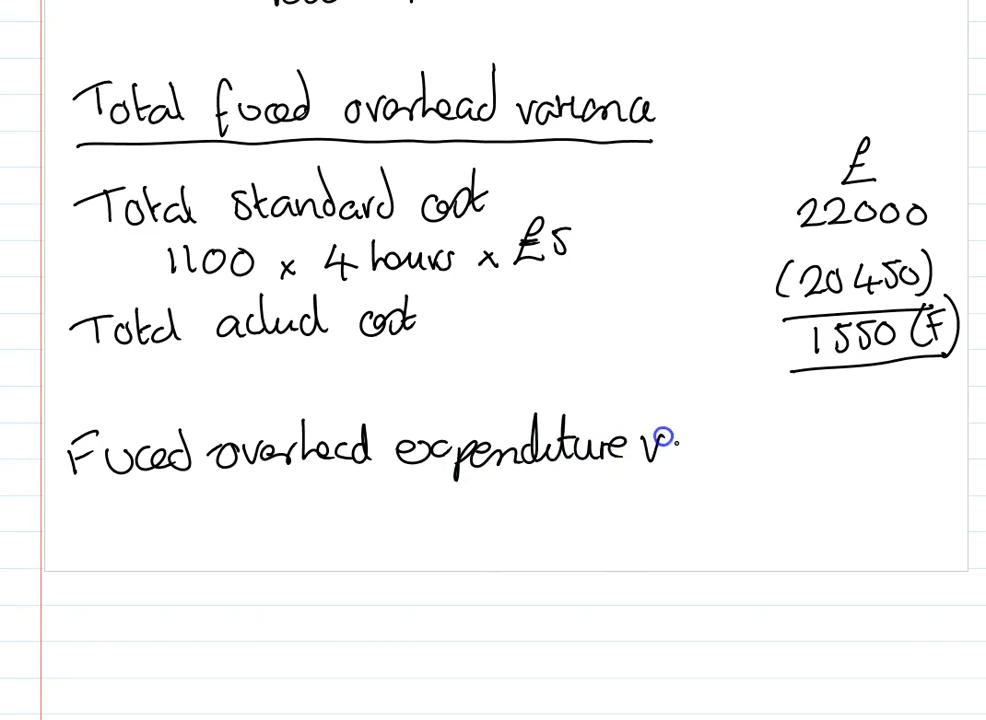 Total fixed overhead variance
£
Total standard cost 22000
1100 x 4 hours x £5
Total actual cost (20450)
1550 (F)
Fixed overhead expenditure v